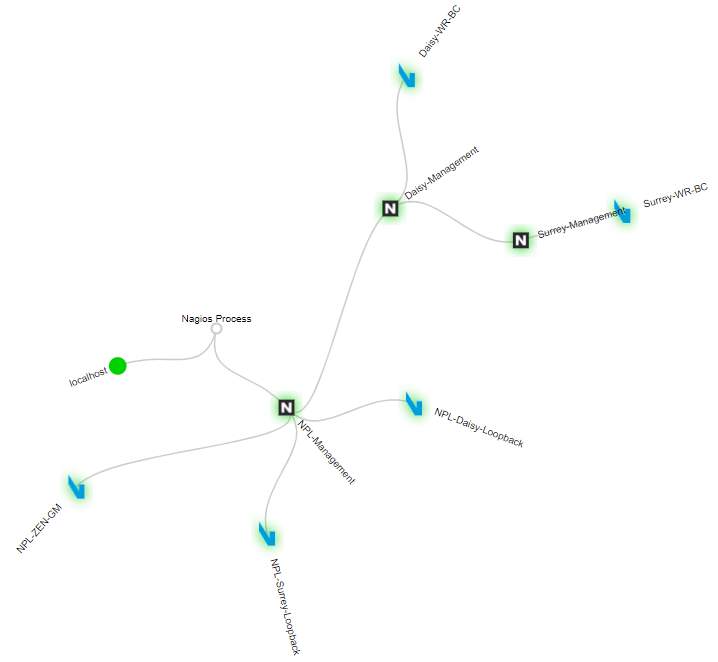 Daisy-WR-BC
Daisy-Management
Surrey-WR-BC
Surrey-Management
N
N
Nagios Process
localhost
N
NPL-Management
NPL-Daisy-Loopback
NPL-ZEN-GM
NPL-Surrey-Loopback